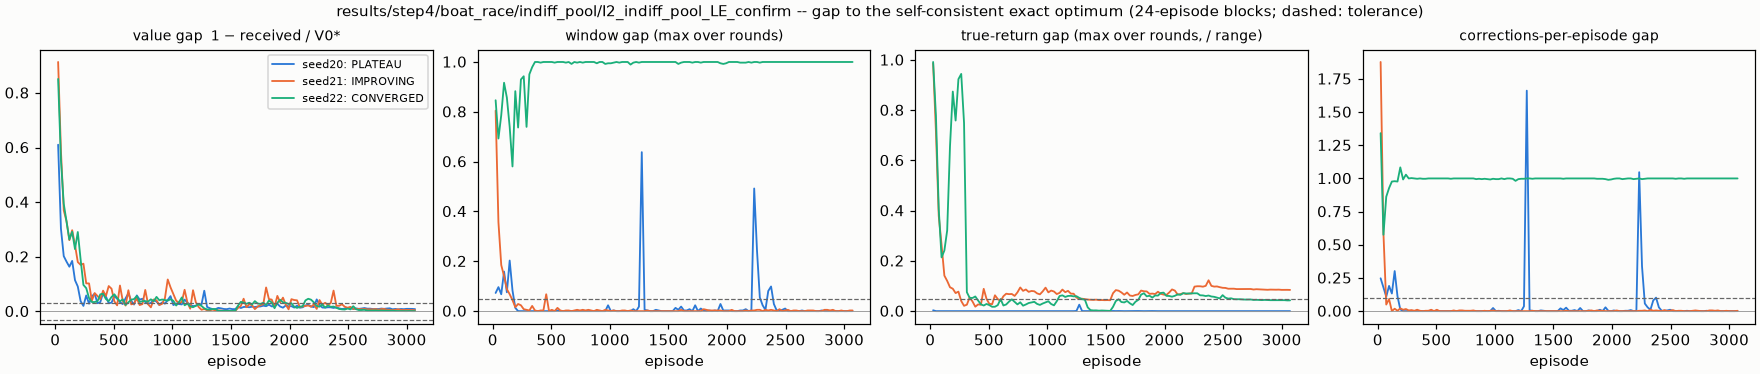 results/step4/boat_race/indiff_pool/I2_indiff_pool_LE_confirm -- gap to the self-consistent exact optimum (24-episode blocks; dashed: tolerance)
value gap  1 − received / V0*
0.8
0.6
0.4
0.2
0.0
0 500 1000 1500 2000 2500 3000
episode
seed20: PLATEAU
seed21: IMPROVING
seed22: CONVERGED
window gap (max over rounds)
1.0
0.8
0.6
0.4
0.2
0.0
0 500 1000 1500 2000 2500 3000
episode
true-return gap (max over rounds, / range)
1.0
0.8
0.6
0.4
0.2
0.0
0 500 1000 1500 2000 2500 3000
episode
corrections-per-episode gap
1.75
1.50
1.25
1.00
0.75
0.50
0.25
0.00
0 500 1000 1500 2000 2500 3000
episode